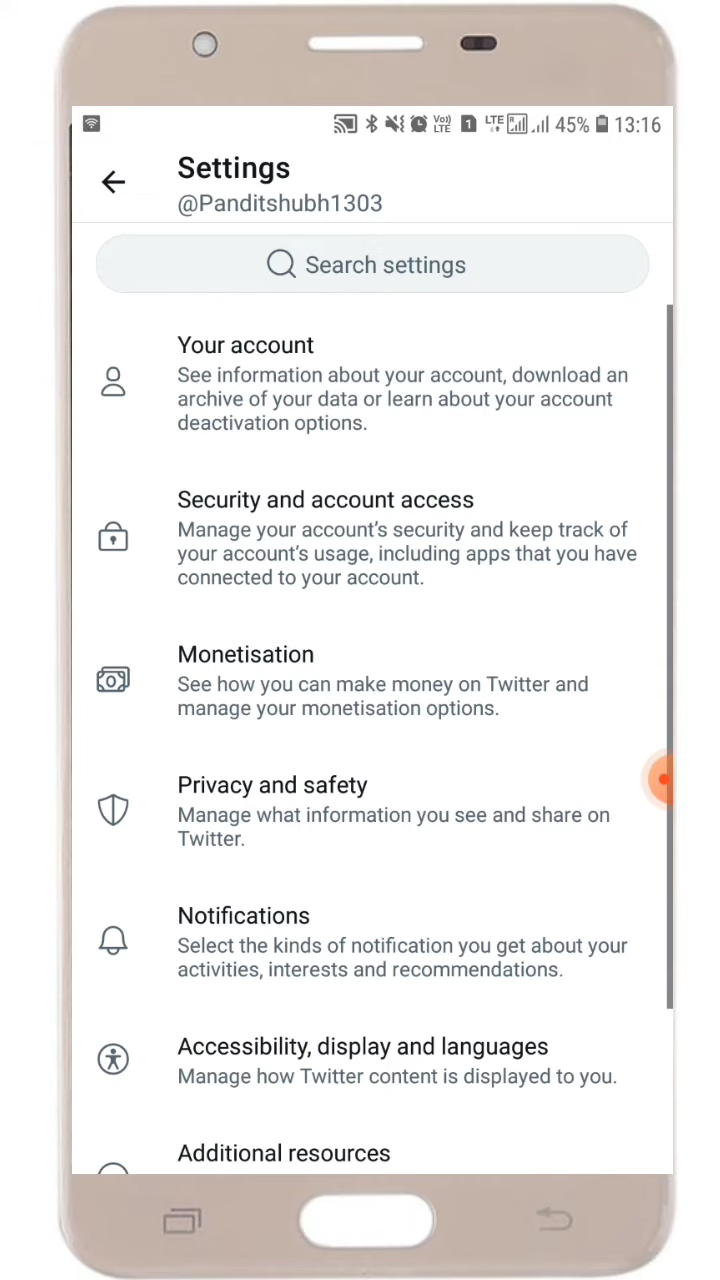 Vo)) LTE 1 LTE R 45% 13:16
Settings
@Panditshubh1303
Search settings
Your account
See information about your account, download an
archive of your data or learn about your account
deactivation options.
Security and account access
Manage your account's security and keep track of
your account's usage, including apps that you have
connected to your account.
Monetisation
See how you can make money on Twitter and
manage your monetisation options.
Privacy and safety
Manage what information you see and share on
Twitter.
Notifications
Select the kinds of notification you get about your
activities, interests and recommendations.
Accessibility, display and languages
Manage how Twitter content is displayed to you.
Additional resources